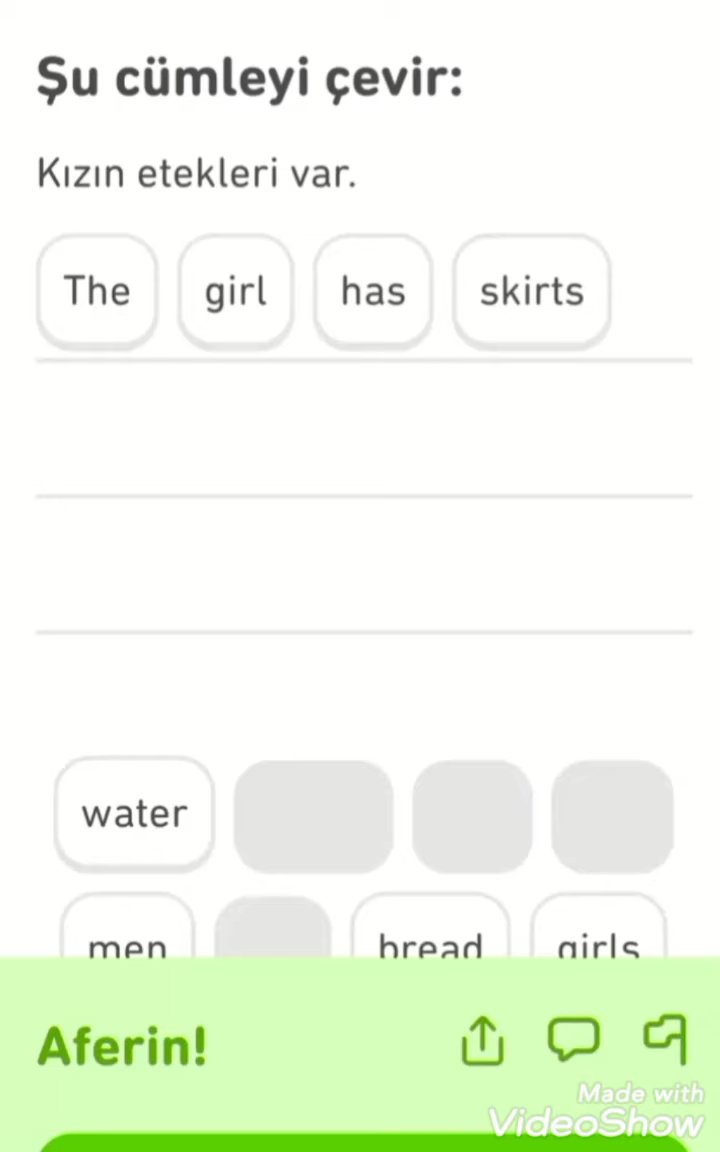 Şu cümleyi çevir:
Kızın etekleri var.
The girl has skirts
water
men bread girls
Aferin!
Made with
VideoShow